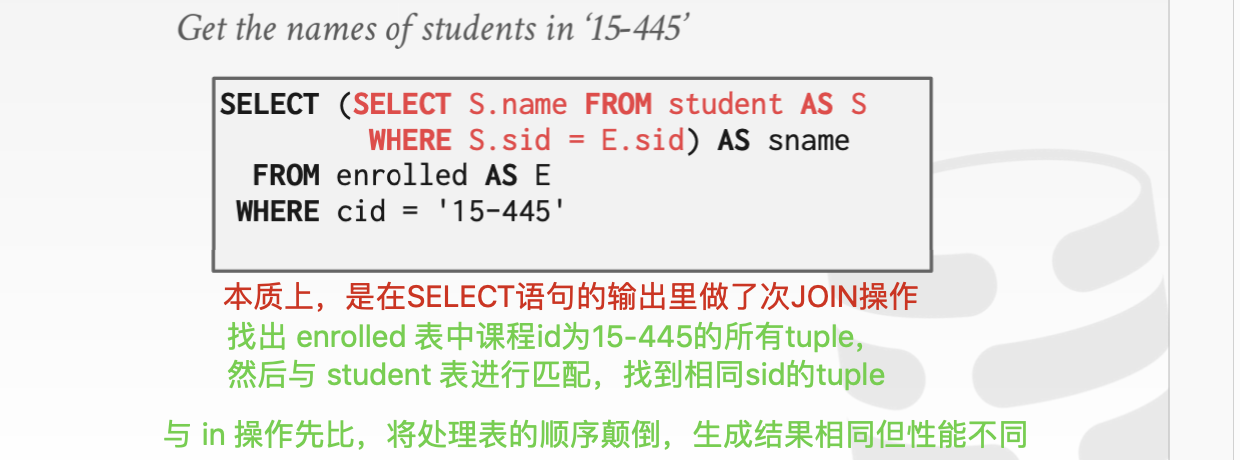 Get the names of students in ‘15-445’
SELECT (SELECT S.name FROM student AS S
WHERE S.sid = E.sid) AS sname
FROM enrolled AS E
WHERE cid = '15-445'
本质上，是在SELECT语句的输出里做了次JOIN操作
找出 enrolled 表中课程id为15-445的所有tuple,
然后与 student 表进行匹配，找到相同sid的tuple
与 in 操作先比，将处理表的顺序颠倒，生成结果相同但性能不同